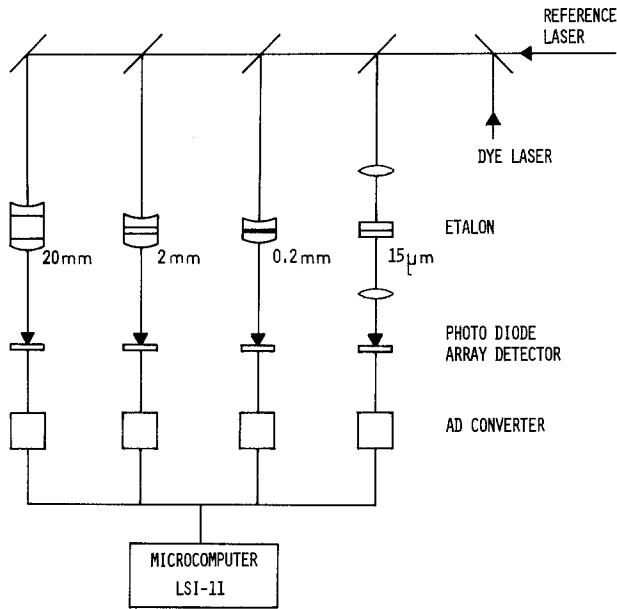 REFERENCE
LASER
DYE LASER
ETALON
20mm
2mm
0.2mm
15μm
PHOTO DIODE
ARRAY DETECTOR
AD CONVERTER
MICROCOMPUTER
LSI-11